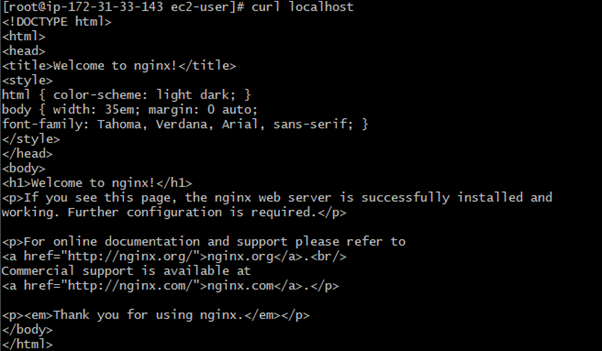 [root@ip-172-31-33-143 ec2-user]# curl localhost
<!DOCTYPE html>
<html>
<head>
<title>Welcome to nginx!</title>
<style>
html { color-scheme: light dark; }
body { width: 35em; margin: 0 auto;
font-family: Tahoma, Verdana, Arial, sans-serif; }
</style>
</head>
<body>
<h1>Welcome to nginx!</h1>
<p>If you see this page, the nginx web server is successfully installed and
working. Further configuration is required.</p>

<p>For online documentation and support please refer to
<a href="http://nginx.org/">nginx.org</a>.<br/>
Commercial support is available at
<a href="http://nginx.com/">nginx.com</a>.</p>

<p><em>Thank you for using nginx.</em></p>
</body>
</html>